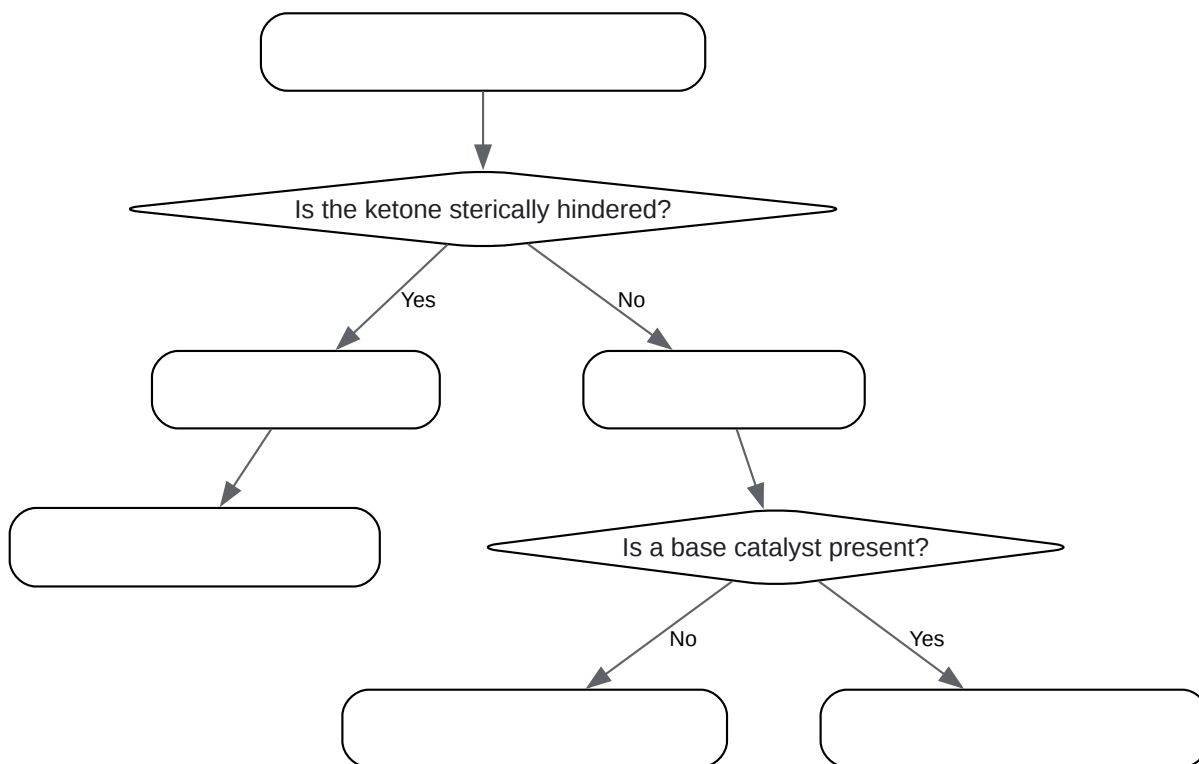 Is the ketone sterically hindered?
Yes
No
Is a base catalyst present?
No
Yes